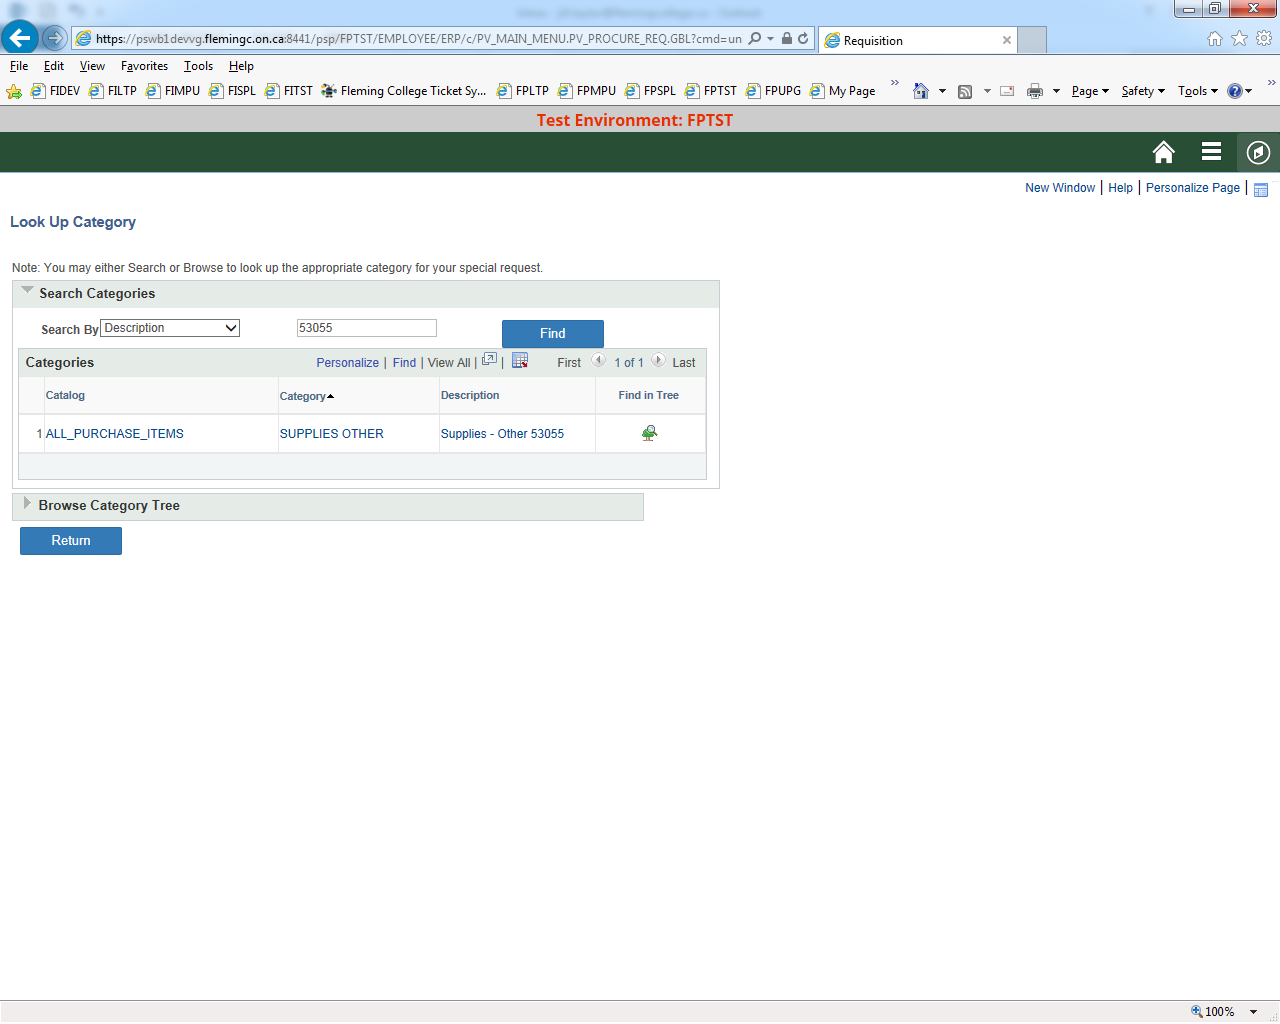 https://pswb1devvg.flemingc.on.ca:8441/psp/FPTST/EMPLOYEE/ERP/c/PV_MAIN_MENU.PV_PROCURE_REQ.GBL?cmd=un
Requisition
File Edit View Favorites Tools Help
FIDEV FILTP FIMPU FISPL FITST Fleming College Ticket Sy... FPLTP FPMPU FPSPL FPTST FPUPG My Page » Page Safety Tools »
Test Environment: FPTST
New Window | Help | Personalize Page |
Look Up Category
Note: You may either Search or Browse to look up the appropriate category for your special request.
Search Categories
Search By Description 53055 Find
Categories Personalize | Find | View All | | First 1 of 1 Last
Catalog Category Description Find in Tree
1 ALL_PURCHASE_ITEMS SUPPLIES OTHER Supplies - Other 53055
Browse Category Tree
Return
100%